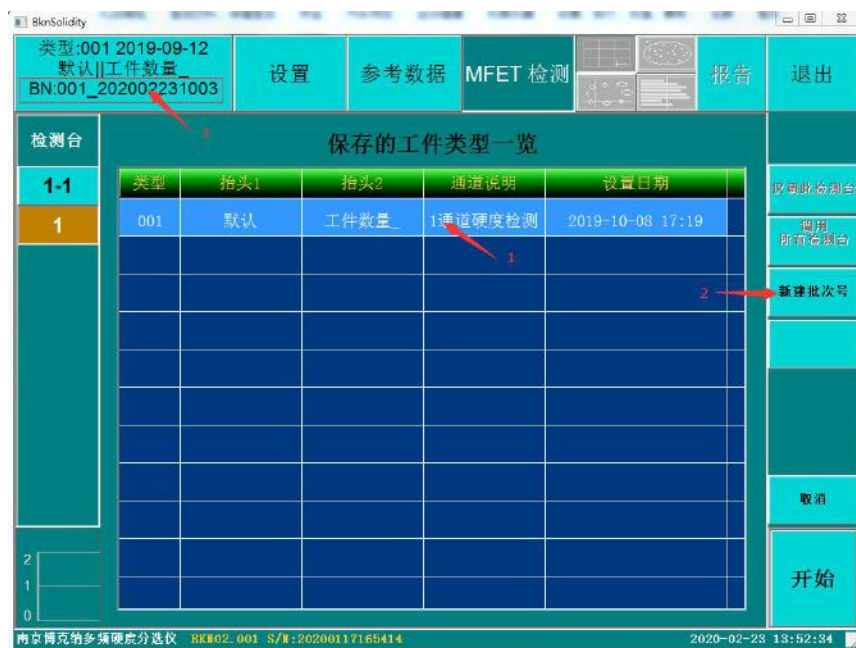 BknSolidity
类型:001 2019-09-12
默认||工件数量_
BN:001_202002231003
设置
参考数据
MFET 检测
报告
退出
3
检测台
1-1
1
保存的工件类型一览
类型 抬头1 抬头2 通道说明 设置日期
001 默认 工件数量_ 1通道硬度检测 2019-10-08 17:19
1
2
调用
所有检测台
新建批次号
取消
开始
2
1
0
南京博克纳多频硬度分选仪 BKN02.001 S/N:20200117165414 2020-02-23 13:52:34